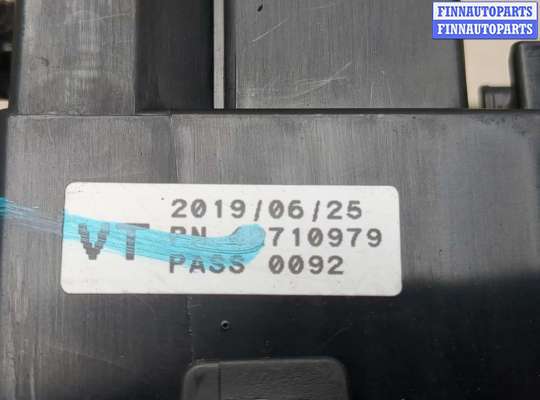 FINNAUTOPARTS
FINNAUTOPARTS
2019/06/25
VT PN 710979
PASS 0092